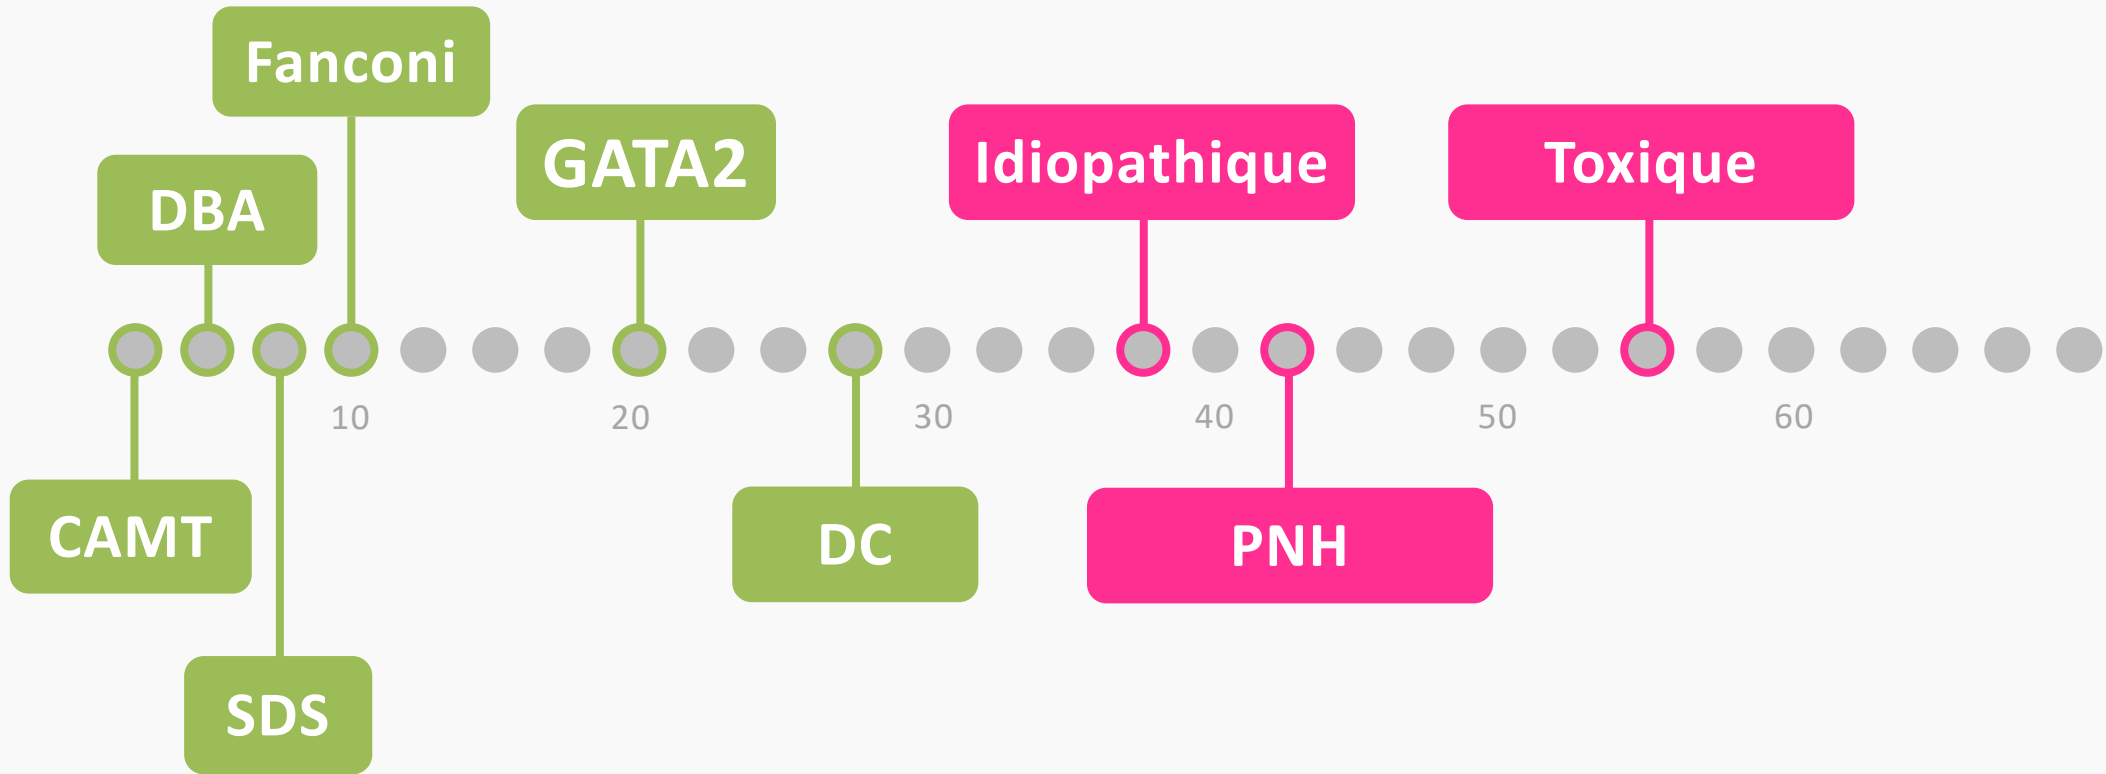 Fanconi
GATA2
Idiopathique
Toxique
DBA
10
20
30
40
50
60
CAMT
DC
PNH
SDS